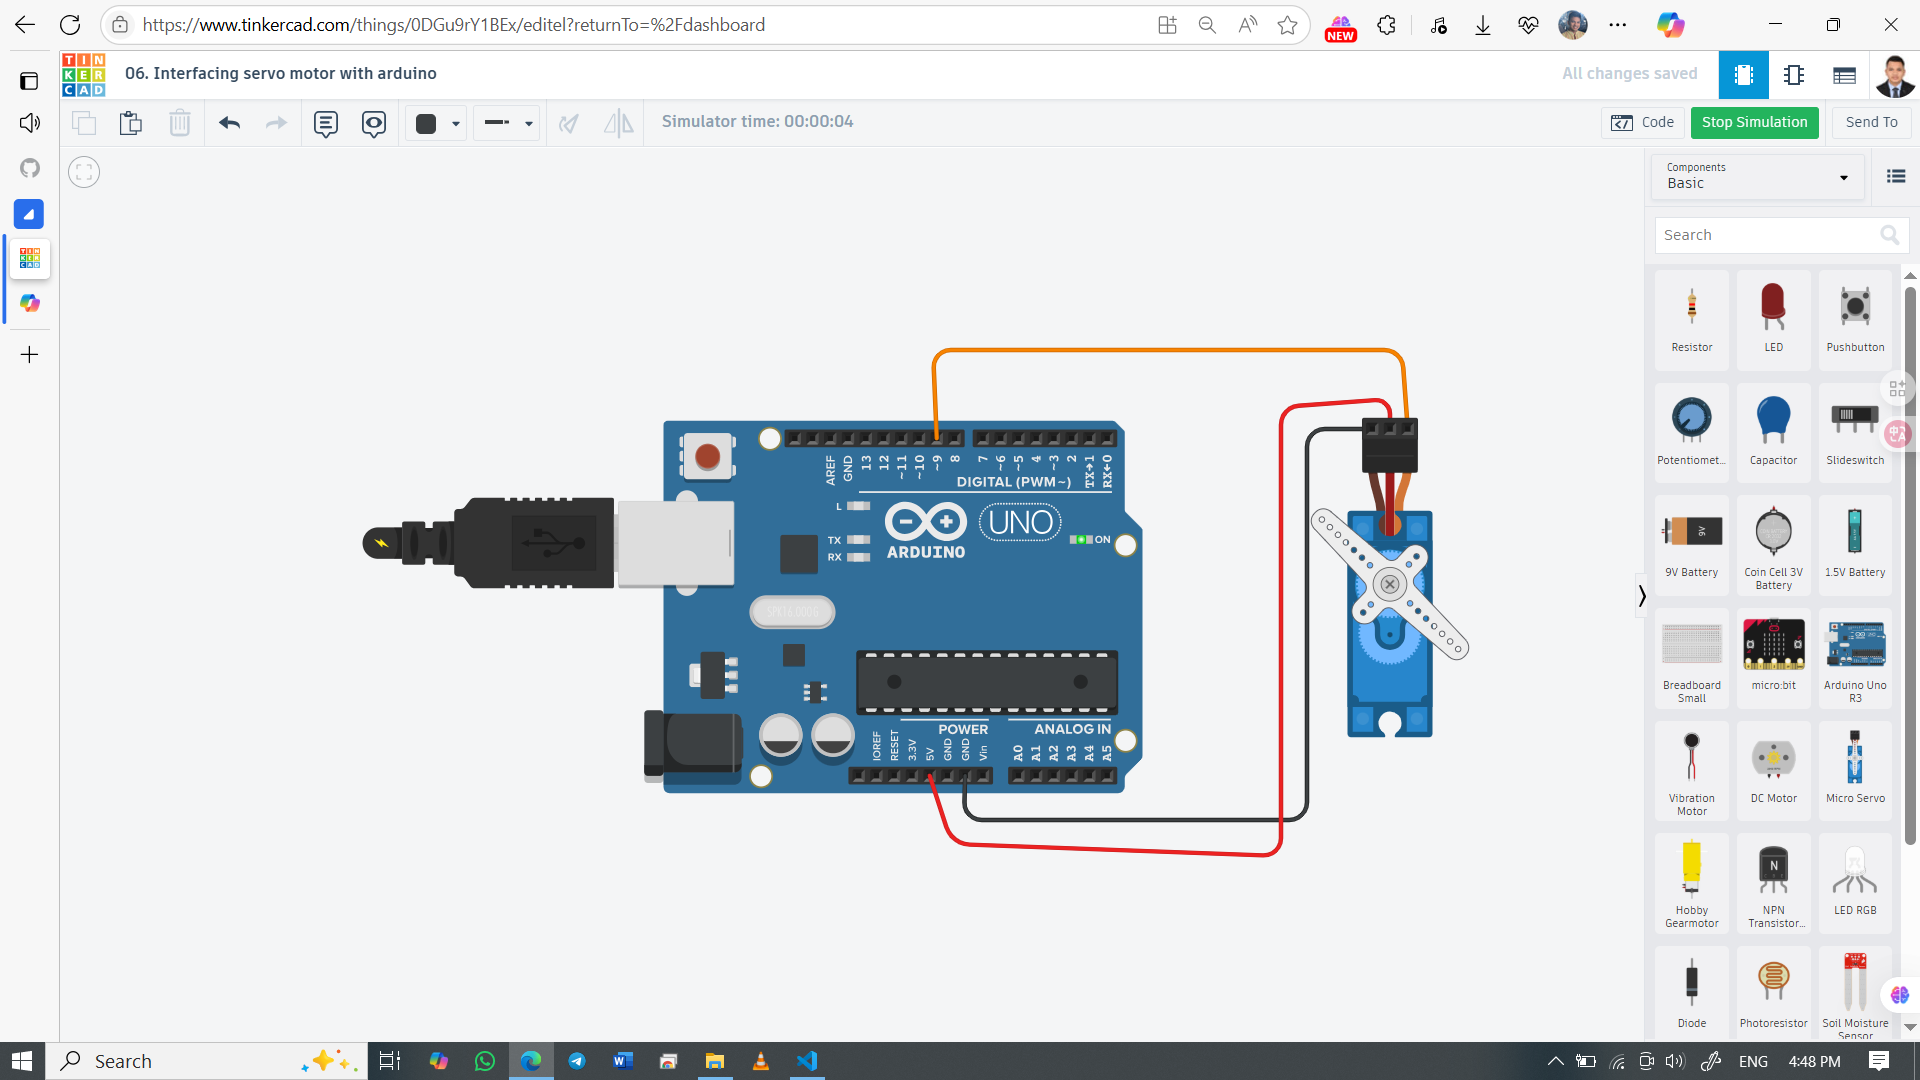 https://www.tinkercad.com/things/0DGu9rY1BEx/editel?returnTo=%2Fdashboard
NEW
TIN
KER
CAD
06. Interfacing servo motor with arduino
All changes saved
Simulator time: 00:00:04
Code
Stop Simulation
Send To
Components
Basic
Search
Resistor
LED
Pushbutton
Potentiomet...
Capacitor
Slideswitch
9V
9V Battery
Coin Cell 3V
Battery
1.5V Battery
Breadboard
Small
micro:bit
Arduino Uno
R3
Vibration
Motor
DC Motor
Micro Servo
Hobby
Gearmotor
N
NPN
Transistor...
LED RGB
Diode
Photoresistor
Soil Moisture
Sensor
AREF
GND
13
12
~11
~10
~9
8
7
~6
~5
4
~3
2
TX→1
RX←0
DIGITAL (PWM~)
L
TX
RX
ARDUINO
UNO
ON
SPK16.000G
POWER
ANALOG IN
IOREF
RESET
3.3V
5V
GND
GND
Vin
A0
A1
A2
A3
A4
A5
Search
ENG
4:48 PM